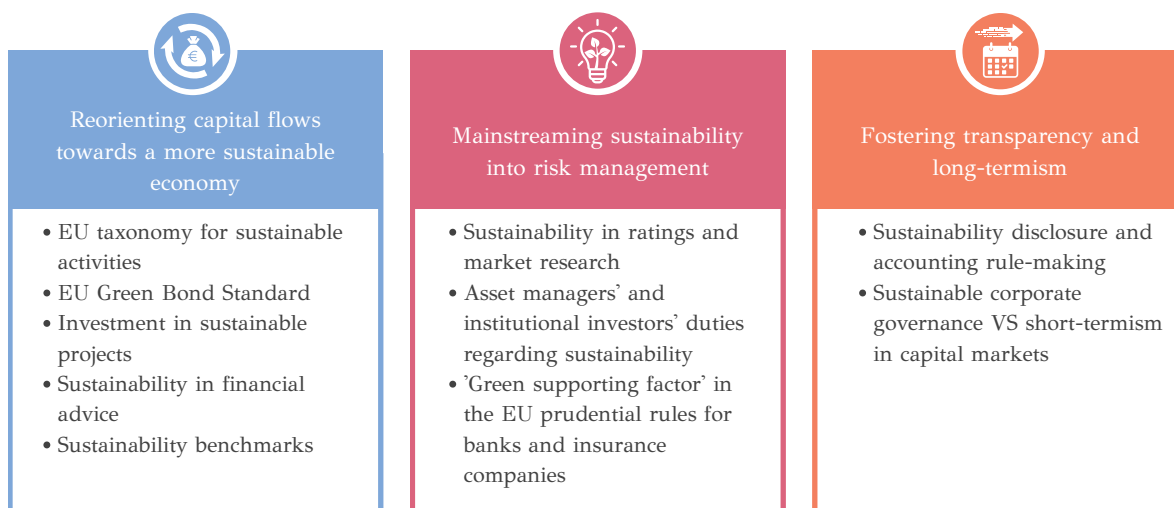 Reorienting capital flows
towards a more sustainable
economy
• EU taxonomy for sustainable
activities
• EU Green Bond Standard
• Investment in sustainable
projects
• Sustainability in financial
advice
• Sustainability benchmarks
Mainstreaming sustainability
into risk management
• Sustainability in ratings and
market research
• Asset managers' and
institutional investors' duties
regarding sustainability
• 'Green supporting factor' in
the EU prudential rules for
banks and insurance
companies
Fostering transparency and
long-termism
• Sustainability disclosure and
accounting rule-making
• Sustainable corporate
governance VS short-termism
in capital markets